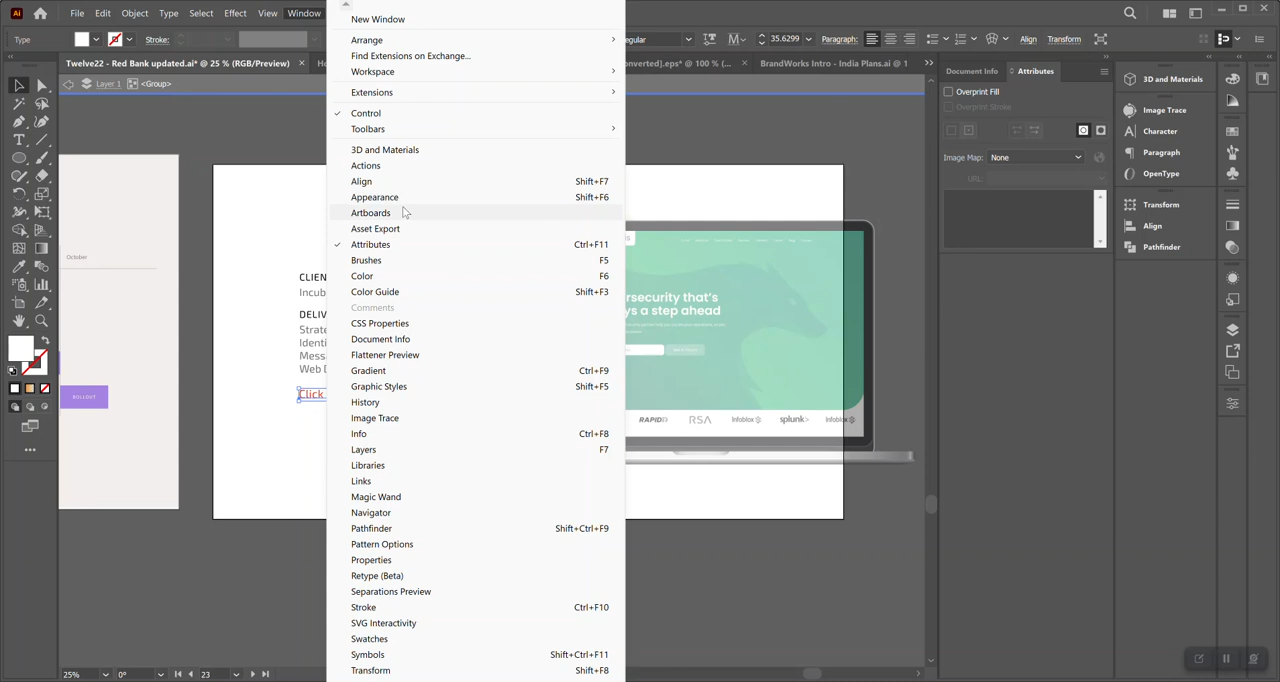 Ai File Edit Object Type Select Effect View Window
New Window
Arrange
Find Extensions on Exchange...
Workspace
Extensions
Control
Toolbars
3D and Materials
Actions
Align Shift+F7
Appearance Shift+F6
Artboards
Asset Export
Attributes Ctrl+F11
Brushes F5
Color F6
Color Guide Shift+F3
Comments
CSS Properties
Document Info
Flattener Preview
Gradient Ctrl+F9
Graphic Styles Shift+F5
History
Image Trace
Info Ctrl+F8
Layers F7
Libraries
Links
Magic Wand
Navigator
Pathfinder Shift+Ctrl+F9
Pattern Options
Properties
Retype (Beta)
Separations Preview
Stroke Ctrl+F10
SVG Interactivity
Swatches
Symbols Shift+Ctrl+F11
Transform Shift+F8
Type Stroke: egular 35.6299 Paragraph: Align Transform
Twelve22 - Red Bank updated.ai* @ 25 % (RGB/Preview) × onverted].eps* @ 100 % (... × BrandWorks Intro - India Plans.ai @ 1
Layer 1 <Group>
October
ROLLOUT
CLIEN
Incub
DELIV
Strate
Identi
Messa
Web D
Click
ersecurity that's
ys a step ahead
RAPID RSA Infoblox splunk> Infoblox
Document Info Attributes
Overprint Fill
Overprint Stroke
Image Map: None
URL:
3D and Materials
Image Trace
Character
Paragraph
OpenType
Transform
Align
Pathfinder
25% 0° 23